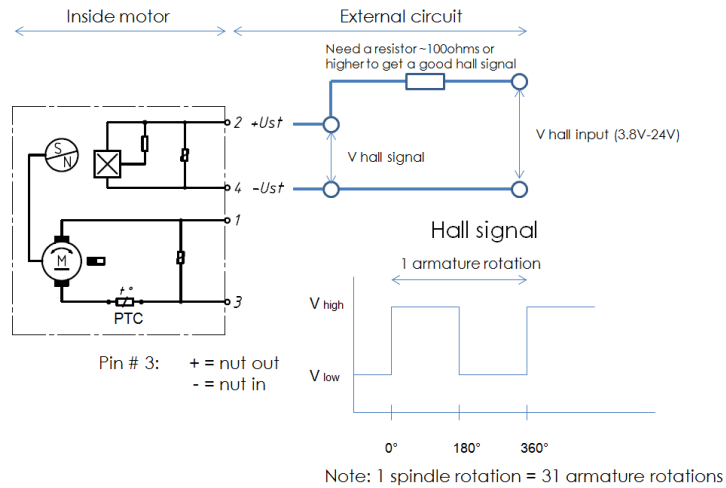 Inside motor
External circuit
Need a resistor ~100ohms or
higher to get a good hall signal
2 +Ust
V hall input (3.8V-24V)
V hall signal
S
N
4 -Ust
1
Hall signal
M
1 armature rotation
t°
3
PTC
V high
Pin # 3: + = nut out
- = nut in
V low
0° 180° 360°
Note: 1 spindle rotation = 31 armature rotations